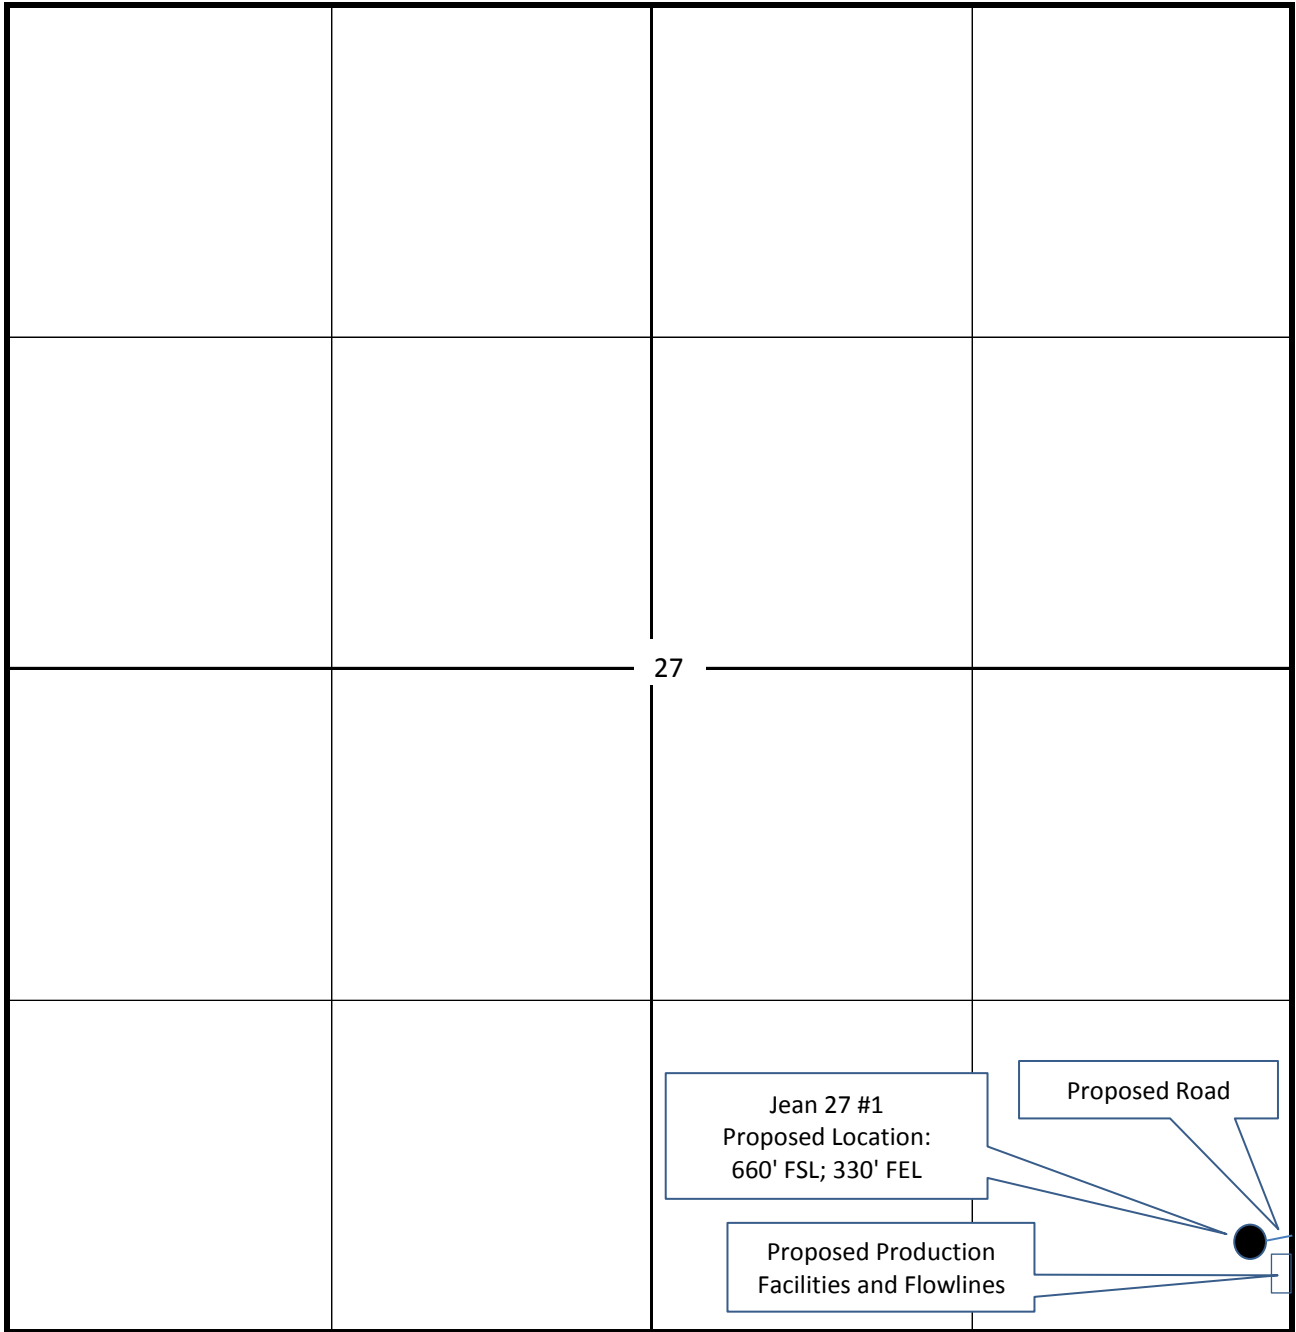 27
Jean 27 #1
Proposed Location:
660' FSL; 330' FEL
Proposed Road
Proposed Production
Facilities and Flowlines